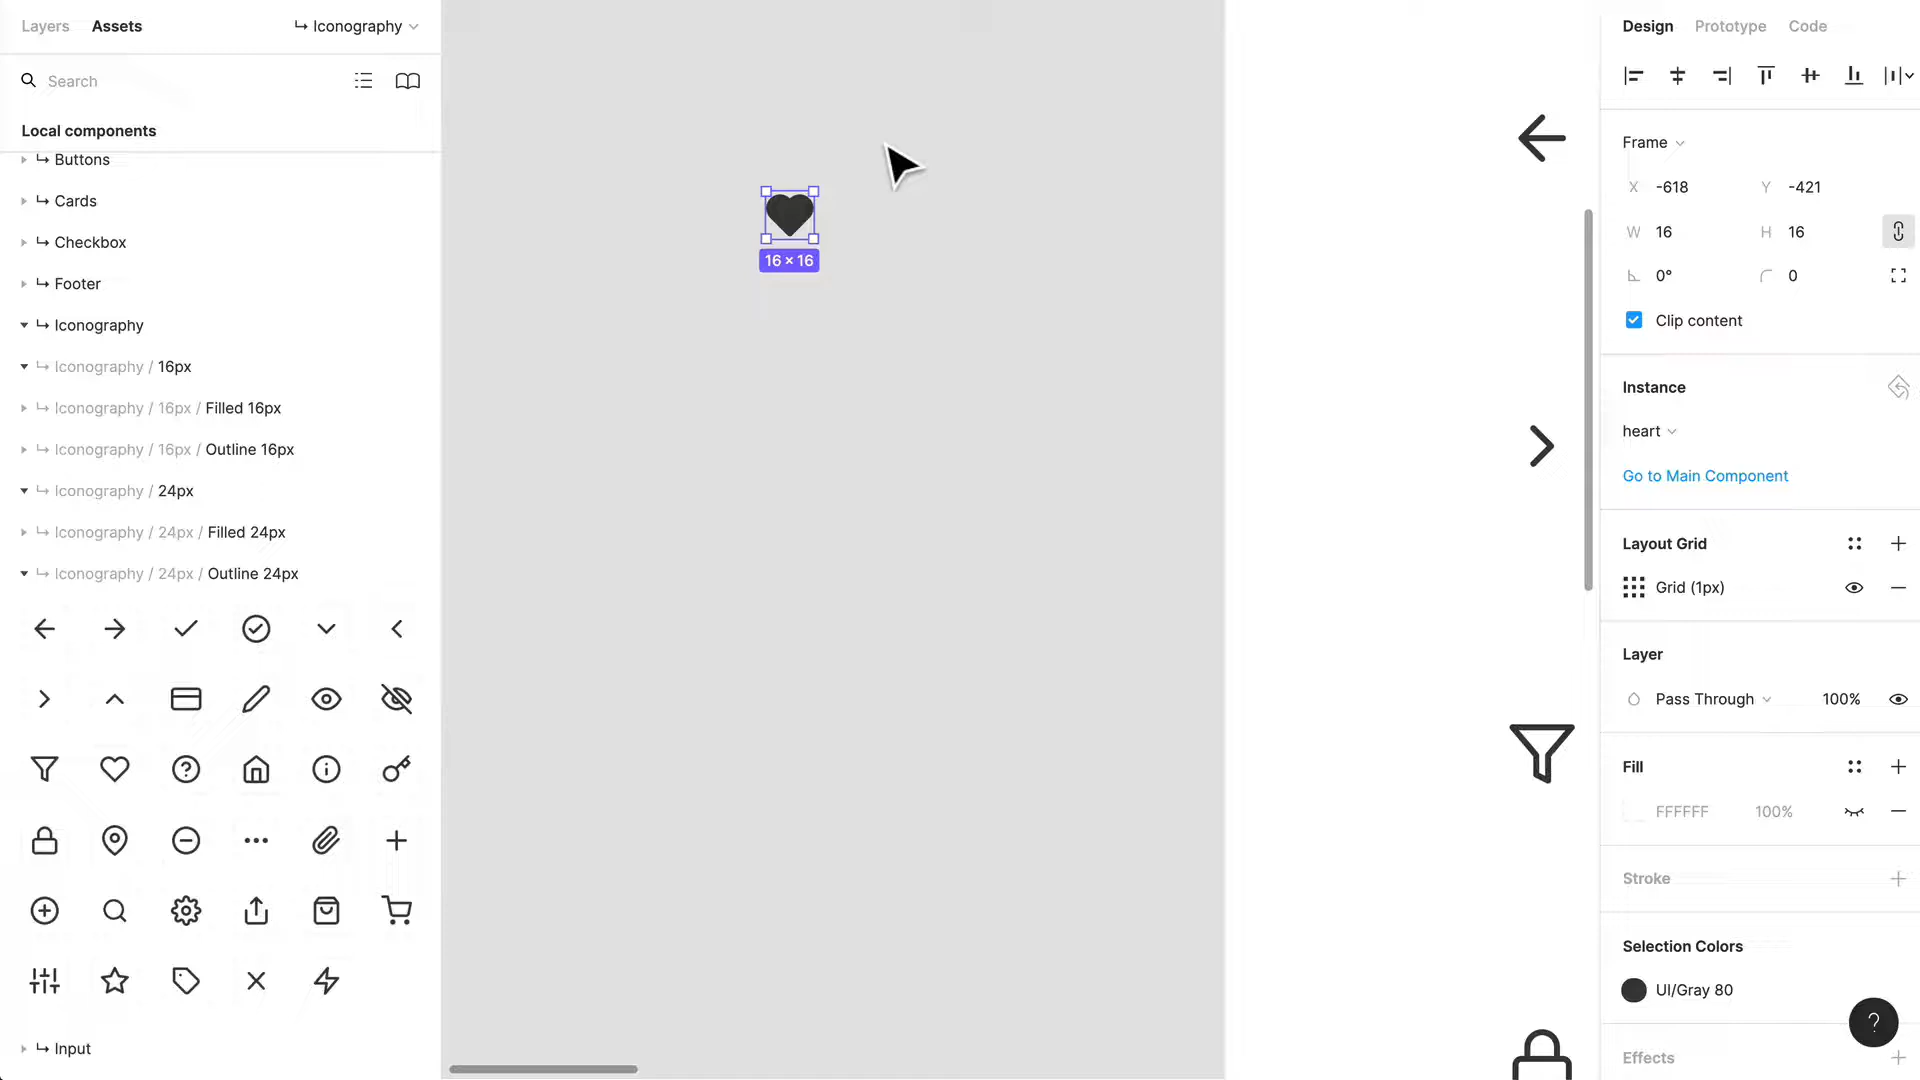 Layers Assets ↳ Iconography
Search
Local components
↳ Buttons
↳ Cards
↳ Checkbox
↳ Footer
↳ Iconography
↳ Iconography / 16px
↳ Iconography / 16px / Filled 16px
↳ Iconography / 16px / Outline 16px
↳ Iconography / 24px
↳ Iconography / 24px / Filled 24px
↳ Iconography / 24px / Outline 24px
↳ Input
16 × 16
Design Prototype Code
Frame
X -618 Y -421
W 16 H 16
0° 0
Clip content
Instance
heart
Go to Main Component
Layout Grid
Grid (1px)
Layer
Pass Through 100%
Fill
FFFFFF 100%
Stroke
Selection Colors
UI/Gray 80
?
Effects